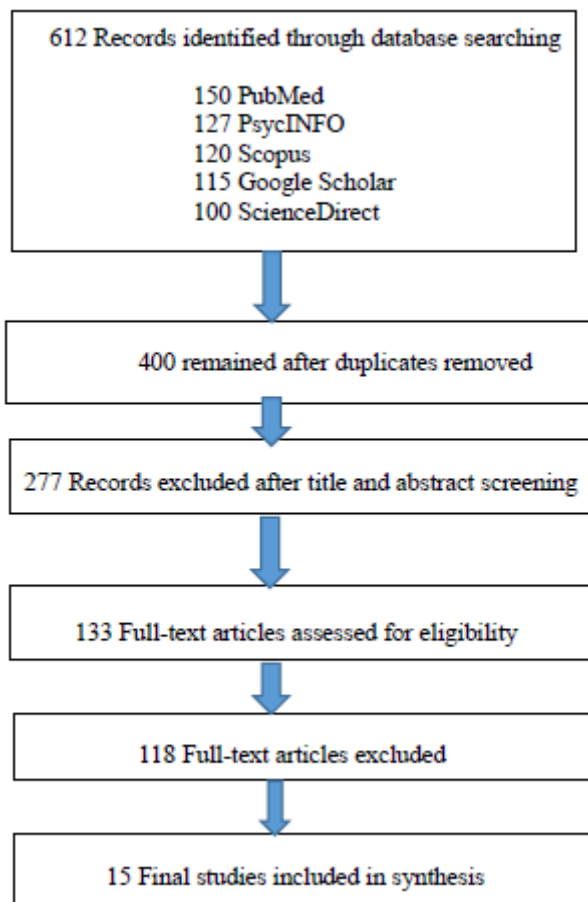 612 Records identified through database searching
150 PubMed
127 PsycINFO
120 Scopus
115 Google Scholar
100 ScienceDirect
400 remained after duplicates removed
277 Records excluded after title and abstract screening
133 Full-text articles assessed for eligibility
118 Full-text articles excluded
15 Final studies included in synthesis